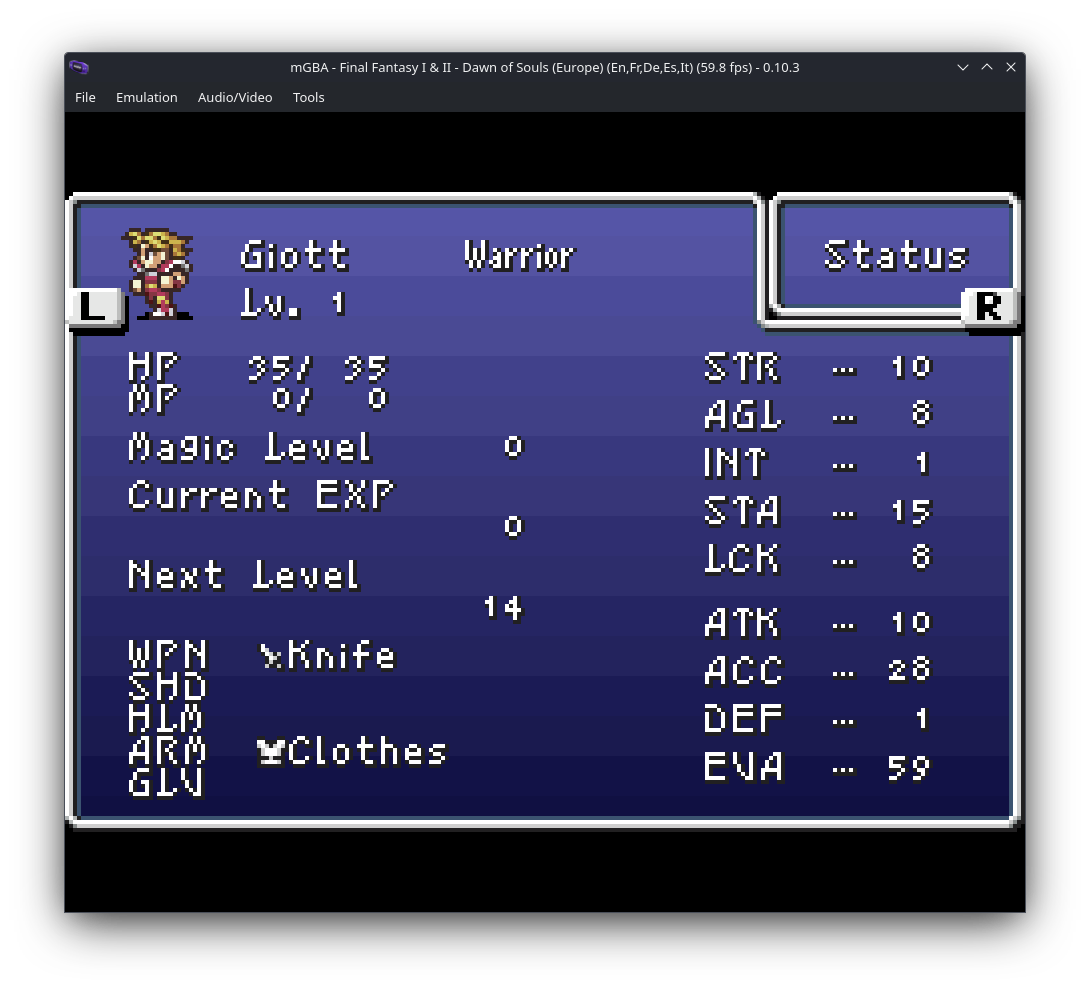 mGBA - Final Fantasy I & II - Dawn of Souls (Europe) (En,Fr,De,Es,It) (59.8 fps) - 0.10.3
File Emulation Audio/Video Tools
Giott Warrior Status
Lv. 1
L R
HP 35/ 35 STR … 10
MP 0/ 0
AGL … 8
Magic Level 0 INT … 1
Current EXP STA … 15
0
LCK … 8
Next Level
14
ATK … 10
WPN Knife ACC … 28
SHD
HLM DEF … 1
ARM Clothes
GLV EVA … 59